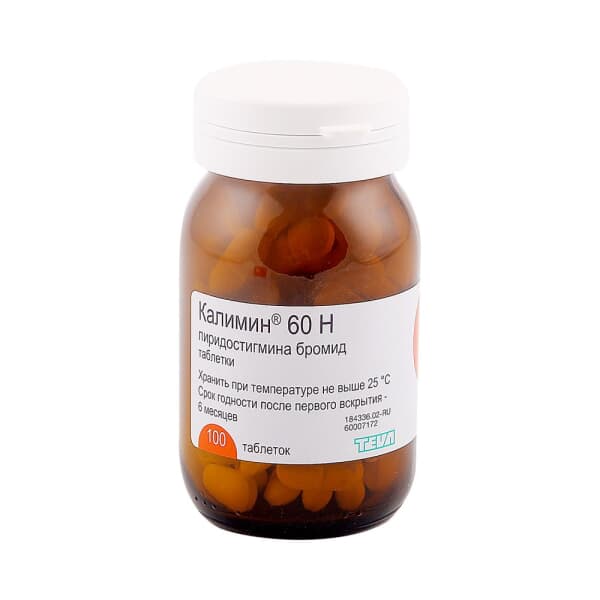 Калимин® 60 Н
пиридостигмина бромид
таблетки
Хранить при температуре не выше 25 °C
Срок годности после первого вскрытия -
6 месяцев
184336.02-RU
60007172
100 таблеток
TEVA